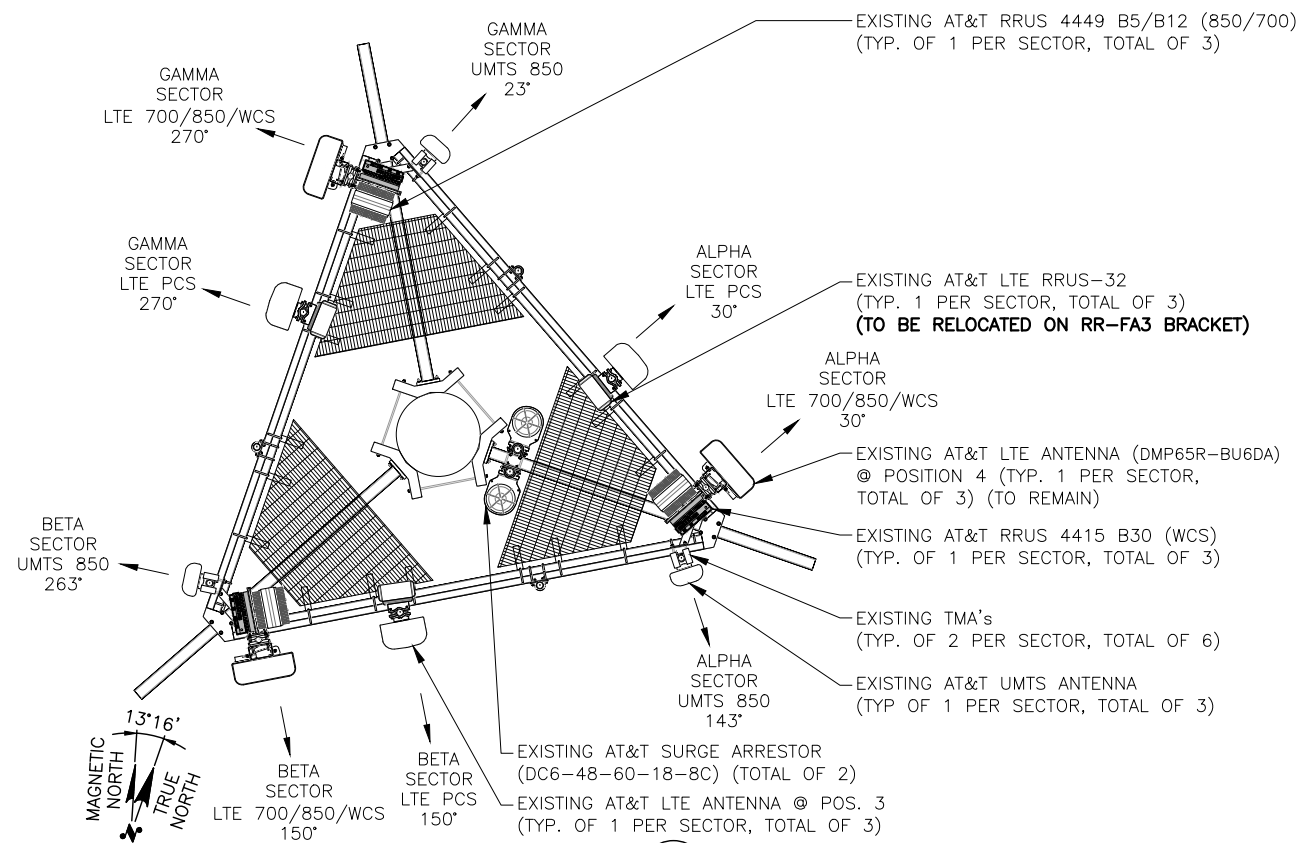 GAMMA
SECTOR
UMTS 850
23°
GAMMA
SECTOR
LTE 700/850/WCS
270°
GAMMA
SECTOR
LTE PCS
270°
ALPHA
SECTOR
LTE PCS
30°
ALPHA
SECTOR
LTE 700/850/WCS
30°
BETA
SECTOR
UMTS 850
263°
ALPHA
SECTOR
UMTS 850
143°
BETA
SECTOR
LTE 700/850/WCS
150°
BETA
SECTOR
LTE PCS
150°
13°16'
MAGNETIC
NORTH
TRUE
NORTH
N
EXISTING AT&T RRUS 4449 B5/B12 (850/700)
(TYP. OF 1 PER SECTOR, TOTAL OF 3)
EXISTING AT&T LTE RRUS-32
(TYP. 1 PER SECTOR, TOTAL OF 3)
(TO BE RELOCATED ON RR-FA3 BRACKET)
EXISTING AT&T LTE ANTENNA (DMP65R-BU6DA)
@ POSITION 4 (TYP. 1 PER SECTOR,
TOTAL OF 3) (TO REMAIN)
EXISTING AT&T RRUS 4415 B30 (WCS)
(TYP. OF 1 PER SECTOR, TOTAL OF 3)
EXISTING TMA's
(TYP. OF 2 PER SECTOR, TOTAL OF 6)
EXISTING AT&T UMTS ANTENNA
(TYP OF 1 PER SECTOR, TOTAL OF 3)
EXISTING AT&T SURGE ARRESTOR
(DC6-48-60-18-8C) (TOTAL OF 2)
EXISTING AT&T LTE ANTENNA @ POS. 3
(TYP. OF 1 PER SECTOR, TOTAL OF 3)